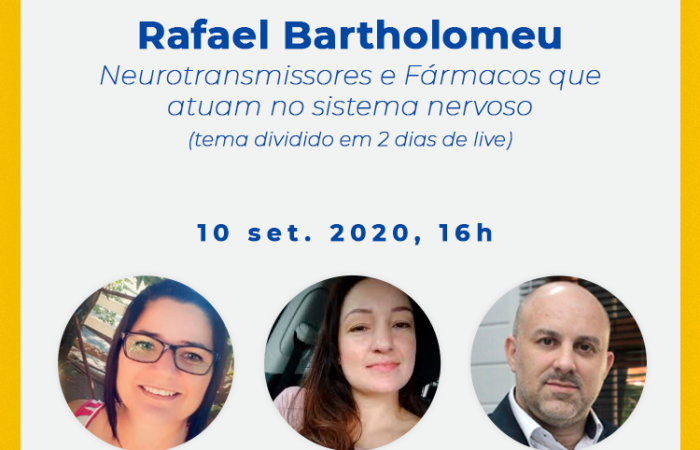 Rafael Bartholomeu
Neurotransmissores e Fármacos que
atuam no sistema nervoso
(tema dividido em 2 dias de live)
10 set. 2020, 16h